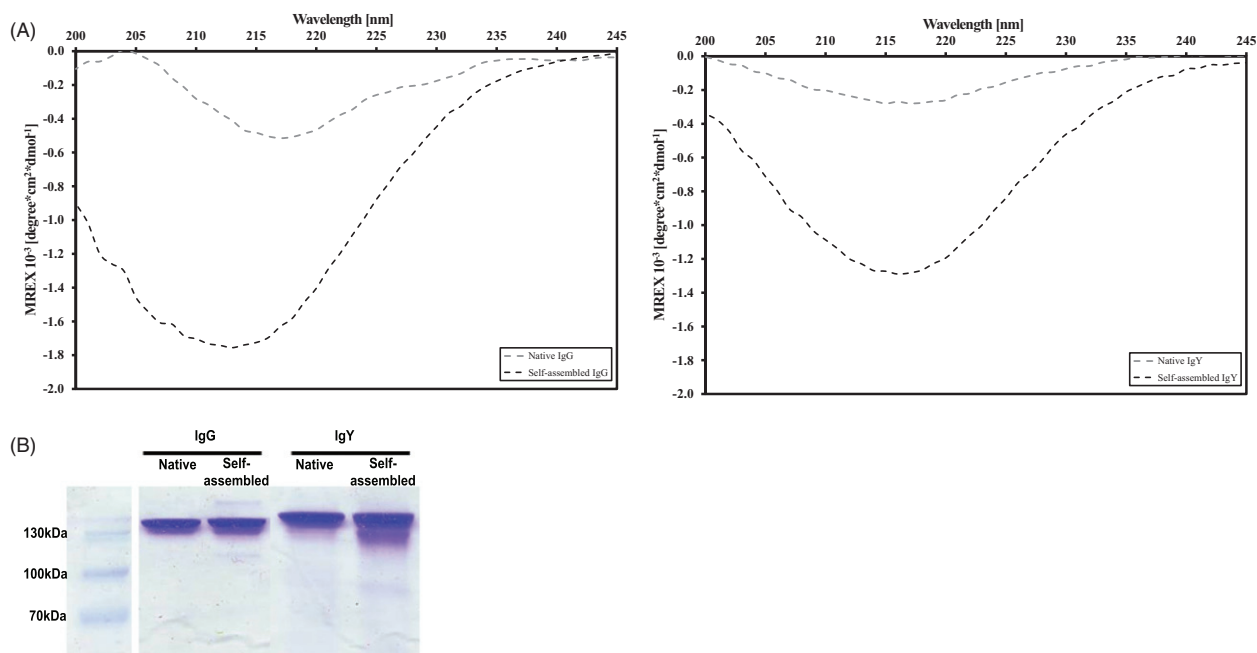 (A)
Wavelength [nm]
200 205 210 215 220 225 230 235 240 245
0.0
-0.2
-0.4
-0.6
-0.8
-1.0
-1.2
-1.4
-1.6
-1.8
-2.0
MREX 10⁻³ [degree*cm²*dmol⁻¹]
Native IgG
Self-assembled IgG
Wavelength [nm]
200 205 210 215 220 225 230 235 240 245
0.0
-0.2
-0.4
-0.6
-0.8
-1.0
-1.2
-1.4
-1.6
-1.8
-2.0
MREX 10⁻³ [degree*cm²*dmol⁻¹]
Native IgY
Self-assembled IgY
(B)
IgG IgY
Native Self- Native Self-
assembled assembled
130kDa
100kDa
70kDa